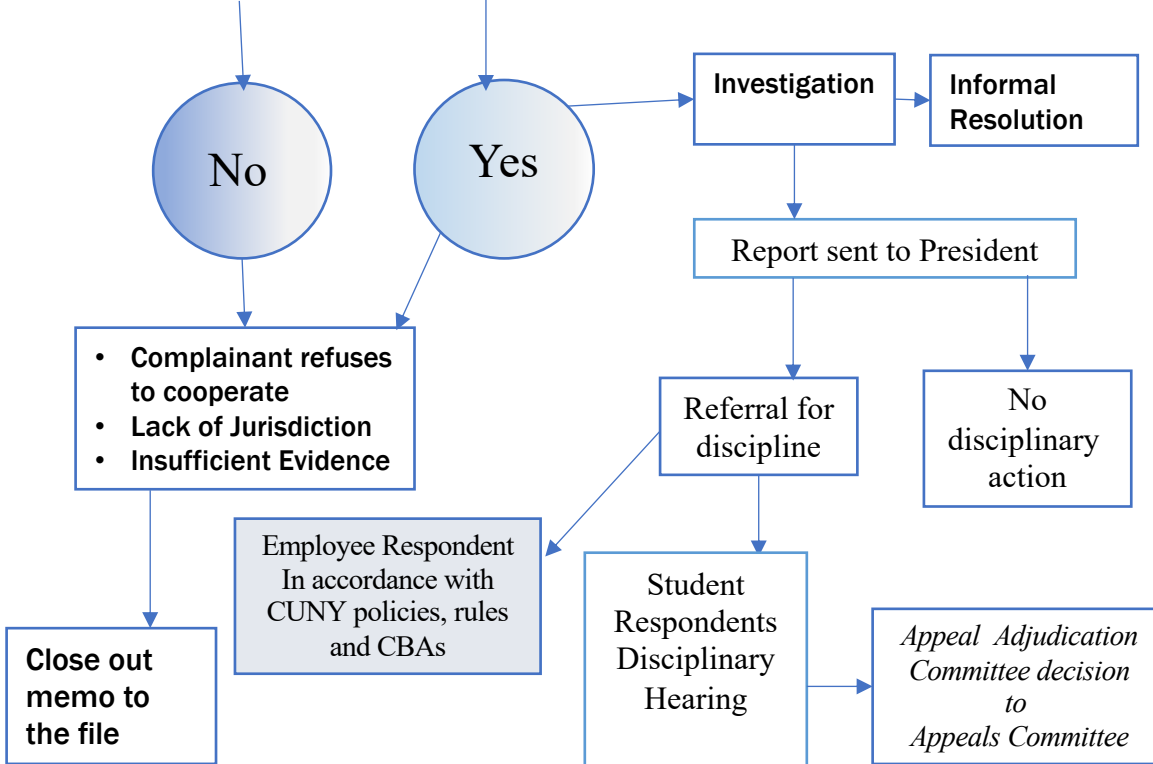 No
Yes
Investigation
Informal
Resolution
Report sent to President
• Complainant refuses
to cooperate
• Lack of Jurisdiction
• Insufficient Evidence
Referral for
discipline
No
disciplinary
action
Employee Respondent
In accordance with
CUNY policies, rules
and CBAs
Student
Respondents
Disciplinary
Hearing
Close out
memo to
the file
Appeal Adjudication
Committee decision
to
Appeals Committee